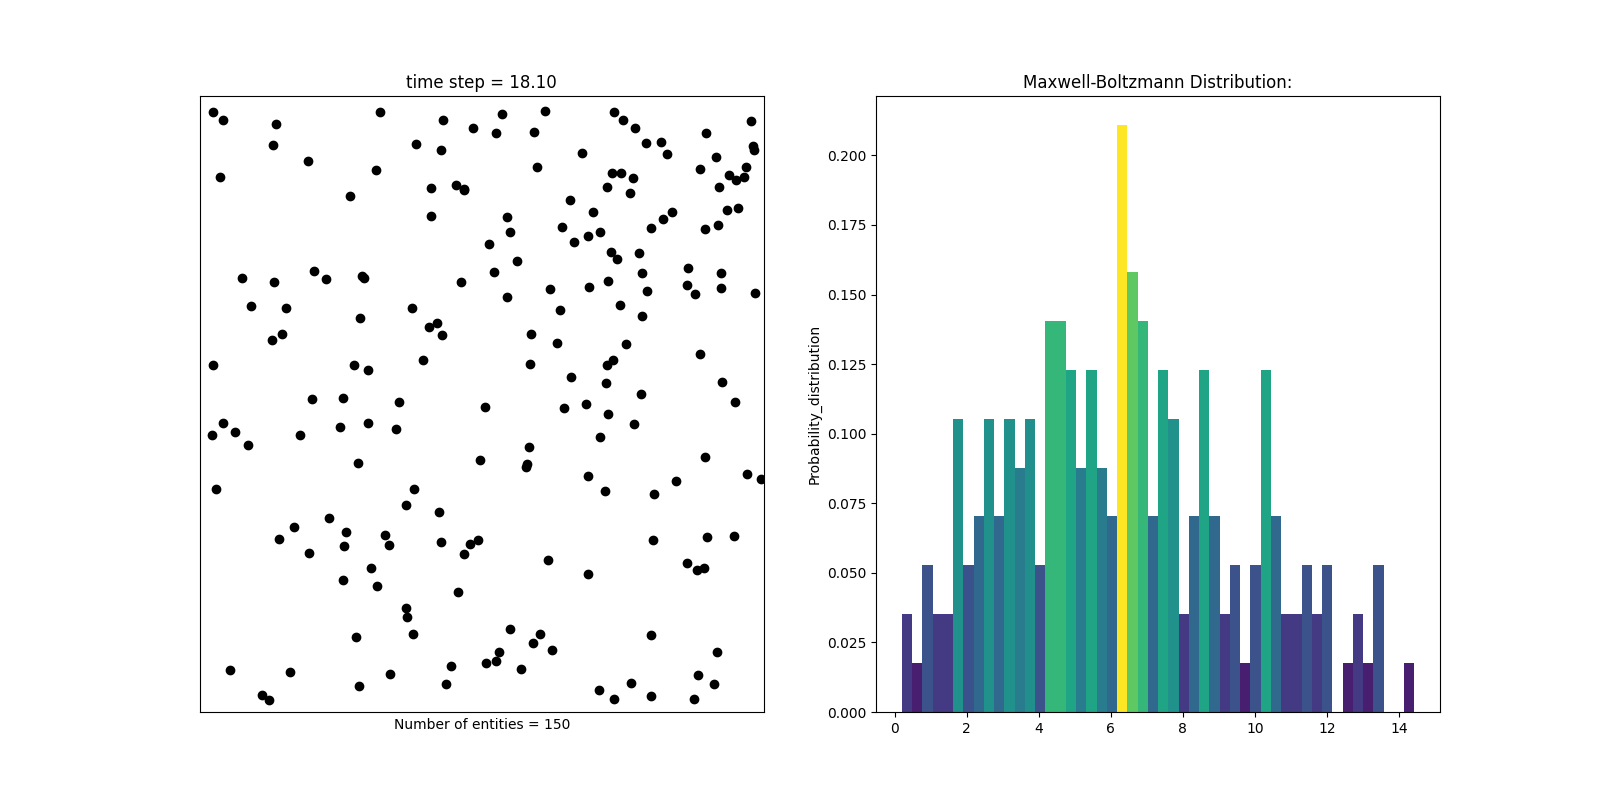 time step = 18.10
Number of entities = 150
Maxwell-Boltzmann Distribution:
Probability_distribution
0.200
0.175
0.150
0.125
0.100
0.075
0.050
0.025
0.000
0 2 4 6 8 10 12 14